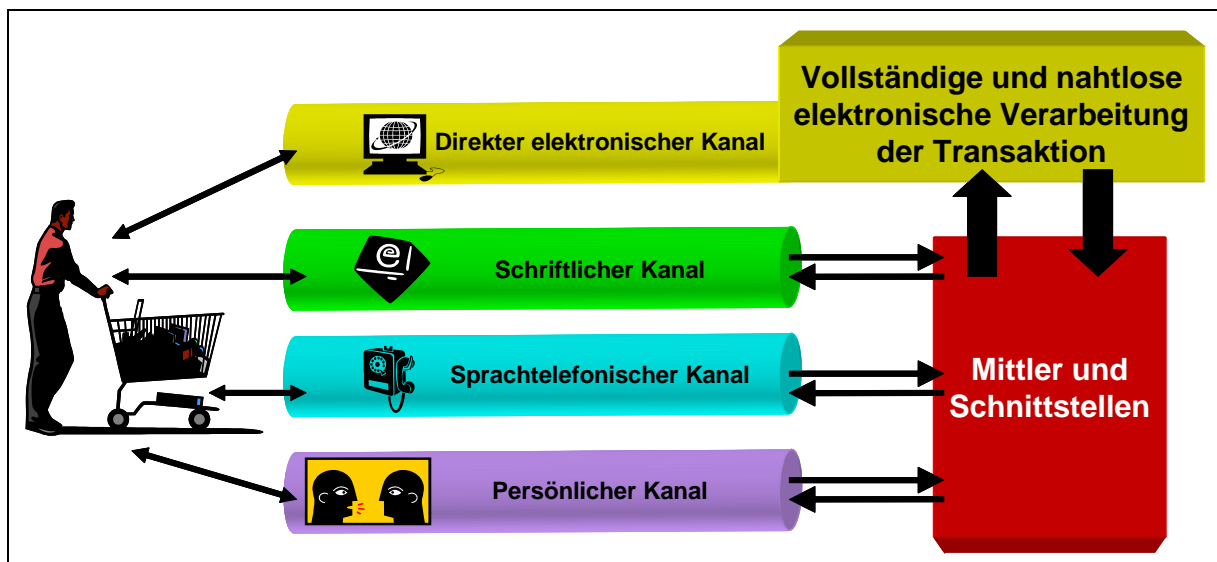 Vollständige und nahtlose
elektronische Verarbeitung
der Transaktion
Direkter elektronischer Kanal
e
Schriftlicher Kanal
Sprachtelefonischer Kanal
Mittler und
Schnittstellen
Persönlicher Kanal